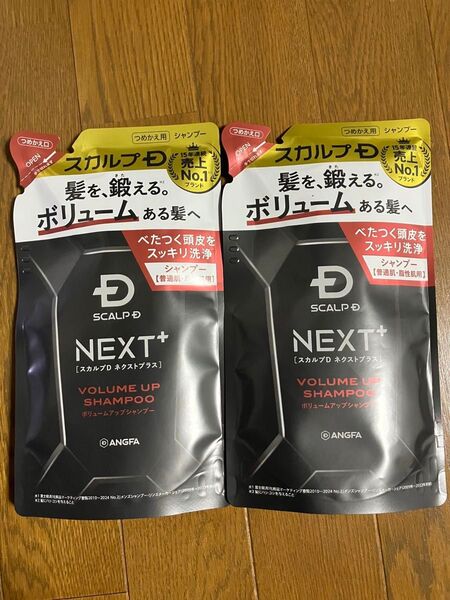 つめかえ口
つめかえ用
シャンプー
OPEN
スカルプD
15年連続
売上
No.1
ブランド
髪を、鍛える。
きた
ボリュームある髪へ
べたつく頭皮を
スッキリ洗浄
シャンプー
【普通肌・脂性肌用】
D
SCALP D
NEXT+
[スカルプD ネクストプラス]
VOLUME UP
SHAMPOO
ボリュームアップシャンプー
ANGFA
つめかえ口
つめかえ用
シャンプー
OPEN
スカルプD
15年連続
売上
No.1
ブランド
髪を、鍛える。
きた
ボリュームある髪へ
べたつく頭皮を
スッキリ洗浄
シャンプー
【普通肌・脂性肌用】
D
SCALP D
NEXT+
[スカルプD ネクストプラス]
VOLUME UP
SHAMPOO
ボリュームアップシャンプー
ANGFA